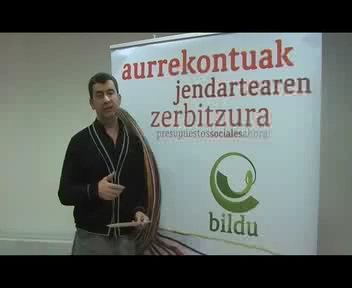 aurrekontuak
jendartearen
zerbitzura
presupuestossocialesahora!
bildu